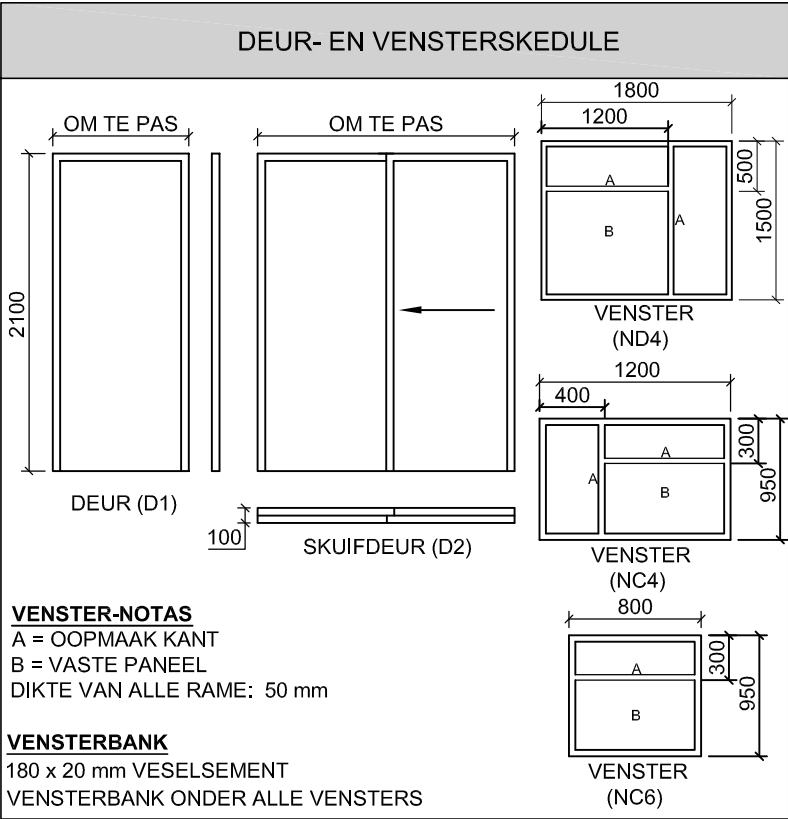 DEUR- EN VENSTERSKEDULE
OM TE PAS
2100
DEUR (D1)
OM TE PAS
100
SKUIFDEUR (D2)
1800
1200
500
1500
A
A
B
VENSTER
(ND4)
1200
400
300
950
A
A
B
VENSTER
(NC4)
800
300
950
A
B
VENSTER
(NC6)
VENSTER-NOTAS
A = OOPMAAK KANT
B = VASTE PANEEL
DIKTE VAN ALLE RAME: 50 mm
VENSTERBANK
180 x 20 mm VESELSEMENT
VENSTERBANK ONDER ALLE VENSTERS